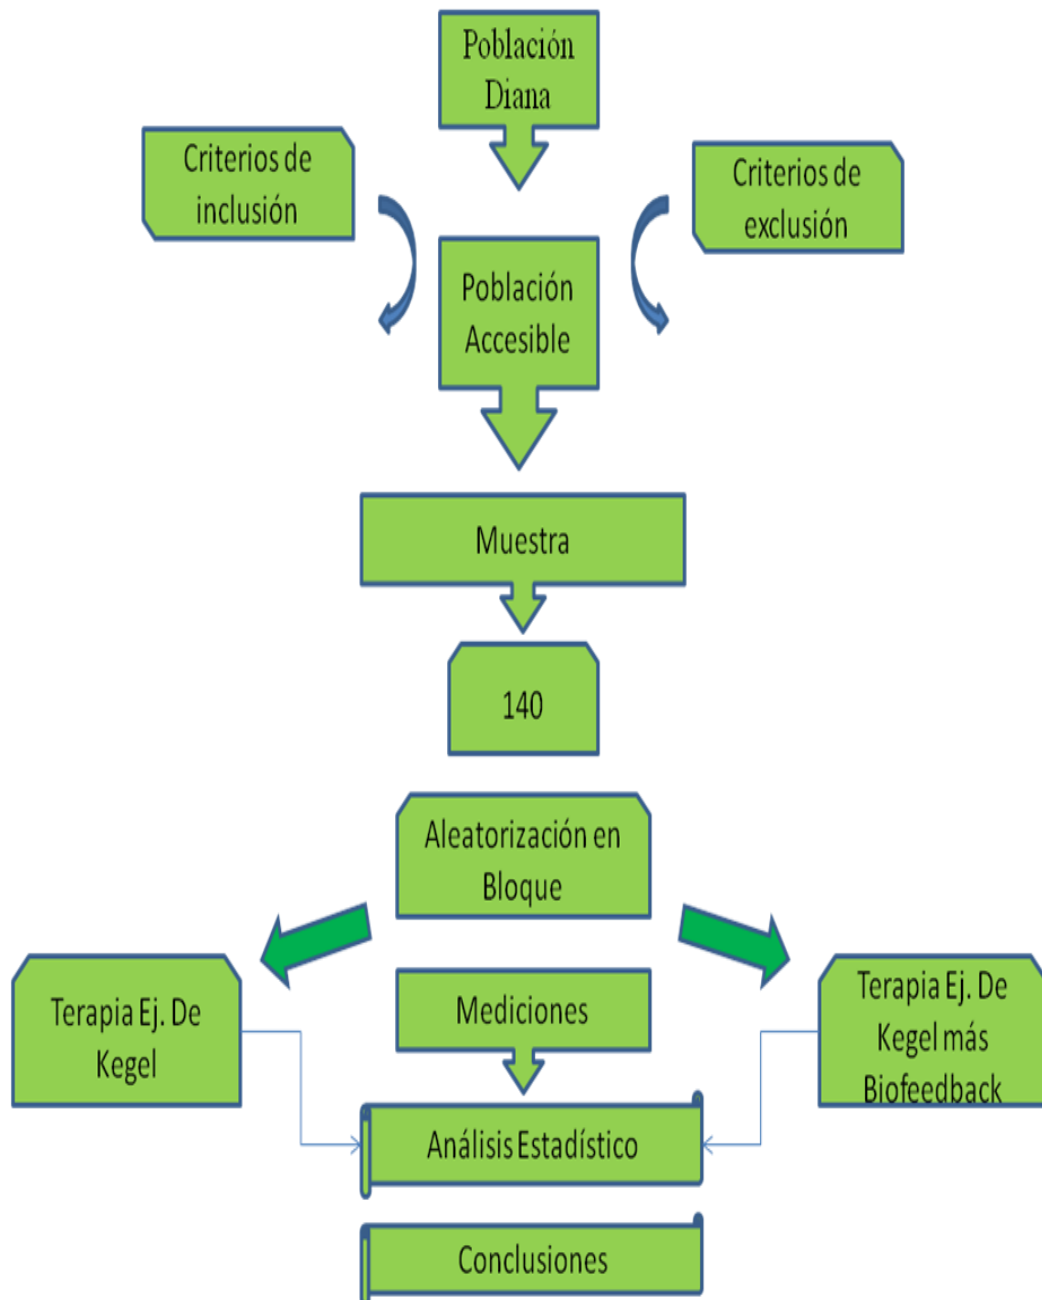 Población
Diana
Criterios de
inclusión
Criterios de
exclusión
Población
Accesible
Muestra
140
Aleatorización en
Bloque
Terapia Ej. De
Kegel
Mediciones
Terapia Ej. De
Kegel más
Biofeedback
Análisis Estadístico
Conclusiones